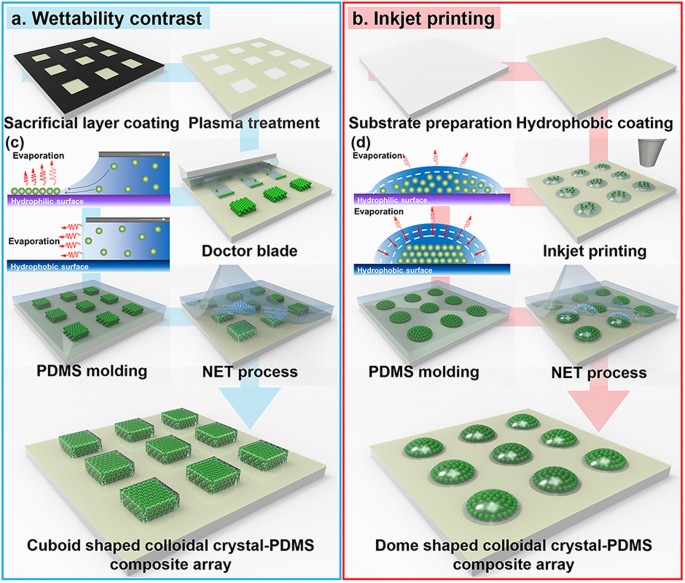 a. Wettability contrast
Sacrificial layer coating
Plasma treatment
(c)
Evaporation
Hydrophilic surface
Evaporation
Hydrophobic surface
Doctor blade
PDMS molding
NET process
Cuboid shaped colloidal crystal-PDMS
composite array
b. Inkjet printing
Substrate preparation
Hydrophobic coating
(d)
Evaporation
Hydrophilic surface
Evaporation
Hydrophobic surface
Inkjet printing
PDMS molding
NET process
Dome shaped colloidal crystal-PDMS
composite array